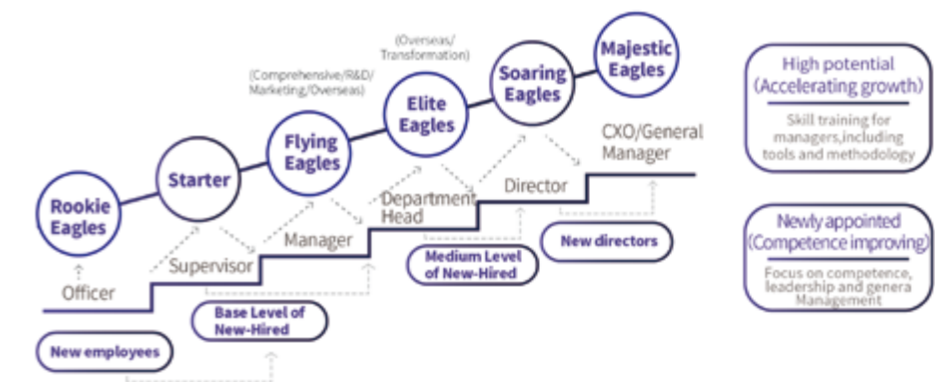 Rookie
Eagles
Starter
(Comprehensive/R&D/
Marketing/Overseas)
Flying
Eagles
(Overseas/
Transformation)
Elite
Eagles
Soaring
Eagles
Majestic
Eagles
Officer
Supervisor
Manager
Department
Head
Director
CXO/General
Manager
New employees
Base Level of
New-Hired
Medium Level
of New-Hired
New directors
High potential
(Accelerating growth)
Skill training for
managers,including
tools and methodology
Newly appointed
(Competence improving)
Focus on competence,
leadership and genera
Management